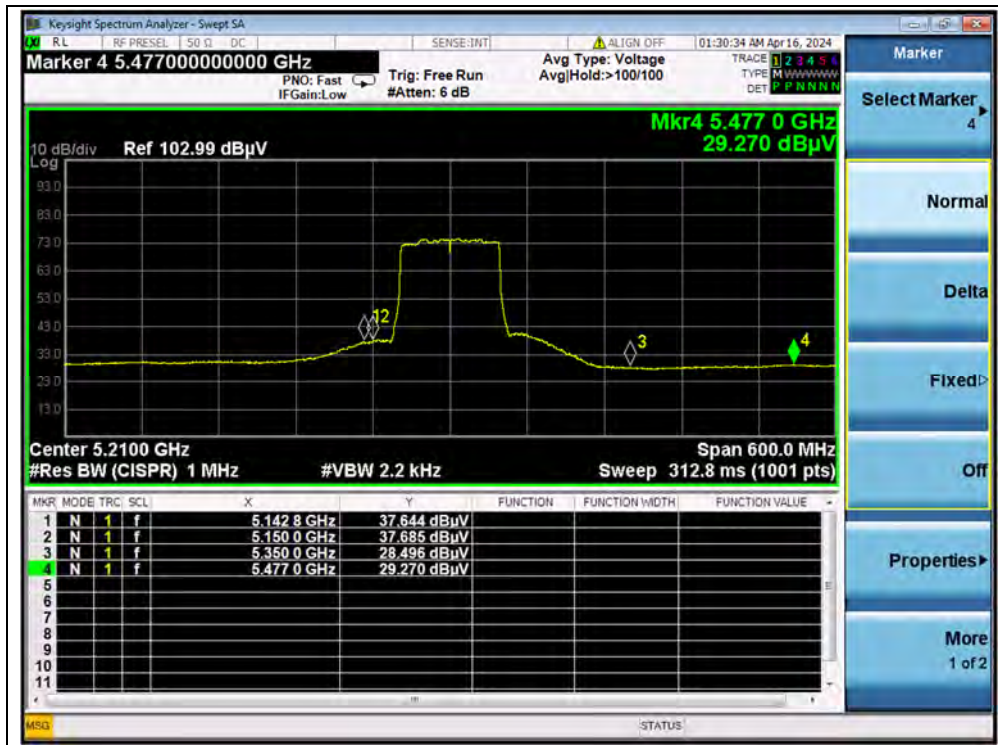 Keysight Spectrum Analyzer - Swept SA
LXI RL RF PRESEL 50 Ω DC SENSE:INT ALIGN OFF 01:30:34 AM Apr 16, 2024
Marker 4 5.477000000000 GHz
PNO: Fast
IFGain:Low
Trig: Free Run
#Atten: 6 dB
Avg Type: Voltage
Avg|Hold:>100/100
TRACE 1 2 3 4 5 6
TYPE M WWWWW
DET P P N N N N
Mkr4 5.477 0 GHz
29.270 dBµV
10 dB/div Ref 102.99 dBµV
Log
93.0
83.0
73.0
63.0
53.0
43.0
33.0
23.0
13.0
1 2
3
4
Center 5.2100 GHz Span 600.0 MHz
#Res BW (CISPR) 1 MHz #VBW 2.2 kHz Sweep 312.8 ms (1001 pts)
MKR MODE TRC SCL X Y FUNCTION FUNCTION WIDTH FUNCTION VALUE
1 N 1 f 5.142 8 GHz 37.644 dBµV
2 N 1 f 5.150 0 GHz 37.685 dBµV
3 N 1 f 5.350 0 GHz 28.496 dBµV
4 N 1 f 5.477 0 GHz 29.270 dBµV
5
6
7
8
9
10
11
MSG STATUS
Marker
Select Marker
4
Normal
Delta
Fixed
Off
Properties
More
1 of 2